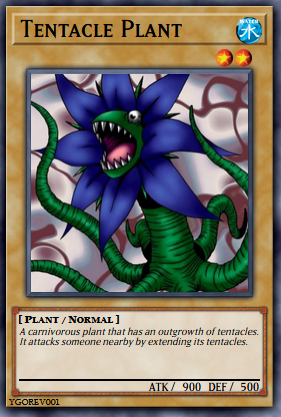 TENTACLE PLANT
WATER
水
[ PLANT / NORMAL ]
A carnivorous plant that has an outgrowth of tentacles.
It attacks someone nearby by extending its tentacles.
ATK / 900 DEF / 500
YGOREV001